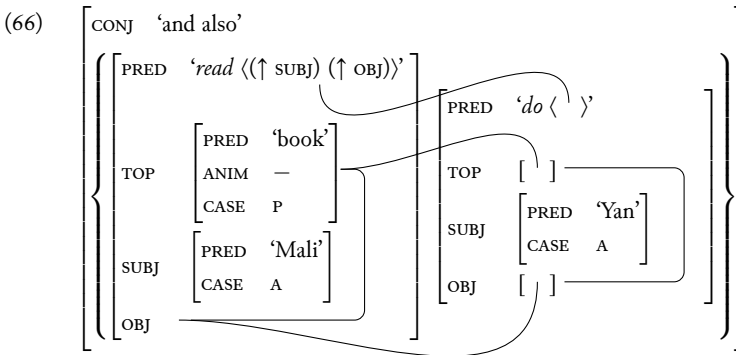 (66)
CONJ ‘and also’
PRED ‘read ⟨(↑ SUBJ) (↑ OBJ)⟩’
TOP
PRED ‘book’
ANIM —
CASE P
SUBJ
PRED ‘Mali’
CASE A
OBJ
PRED ‘do ⟨ ⟩’
TOP [ ]
SUBJ
PRED ‘Yan’
CASE A
OBJ [ ]